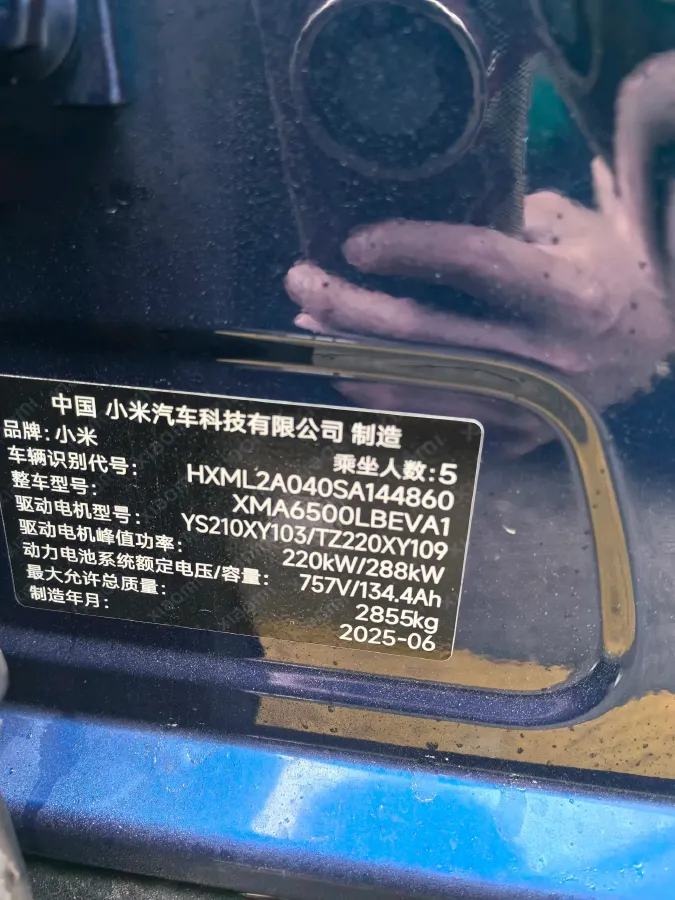 中国 小米汽车科技有限公司 制造
品牌:小米
乘坐人数:5
车辆识别代号: HXML2A040SA144860
整车型号: XMA6500LBEVA1
驱动电机型号: YS210XY103/TZ220XY109
驱动电机峰值功率: 220kW/288kW
动力电池系统额定电压/容量: 757V/134.4Ah
最大允许总质量: 2855kg
制造年月: 2025-06